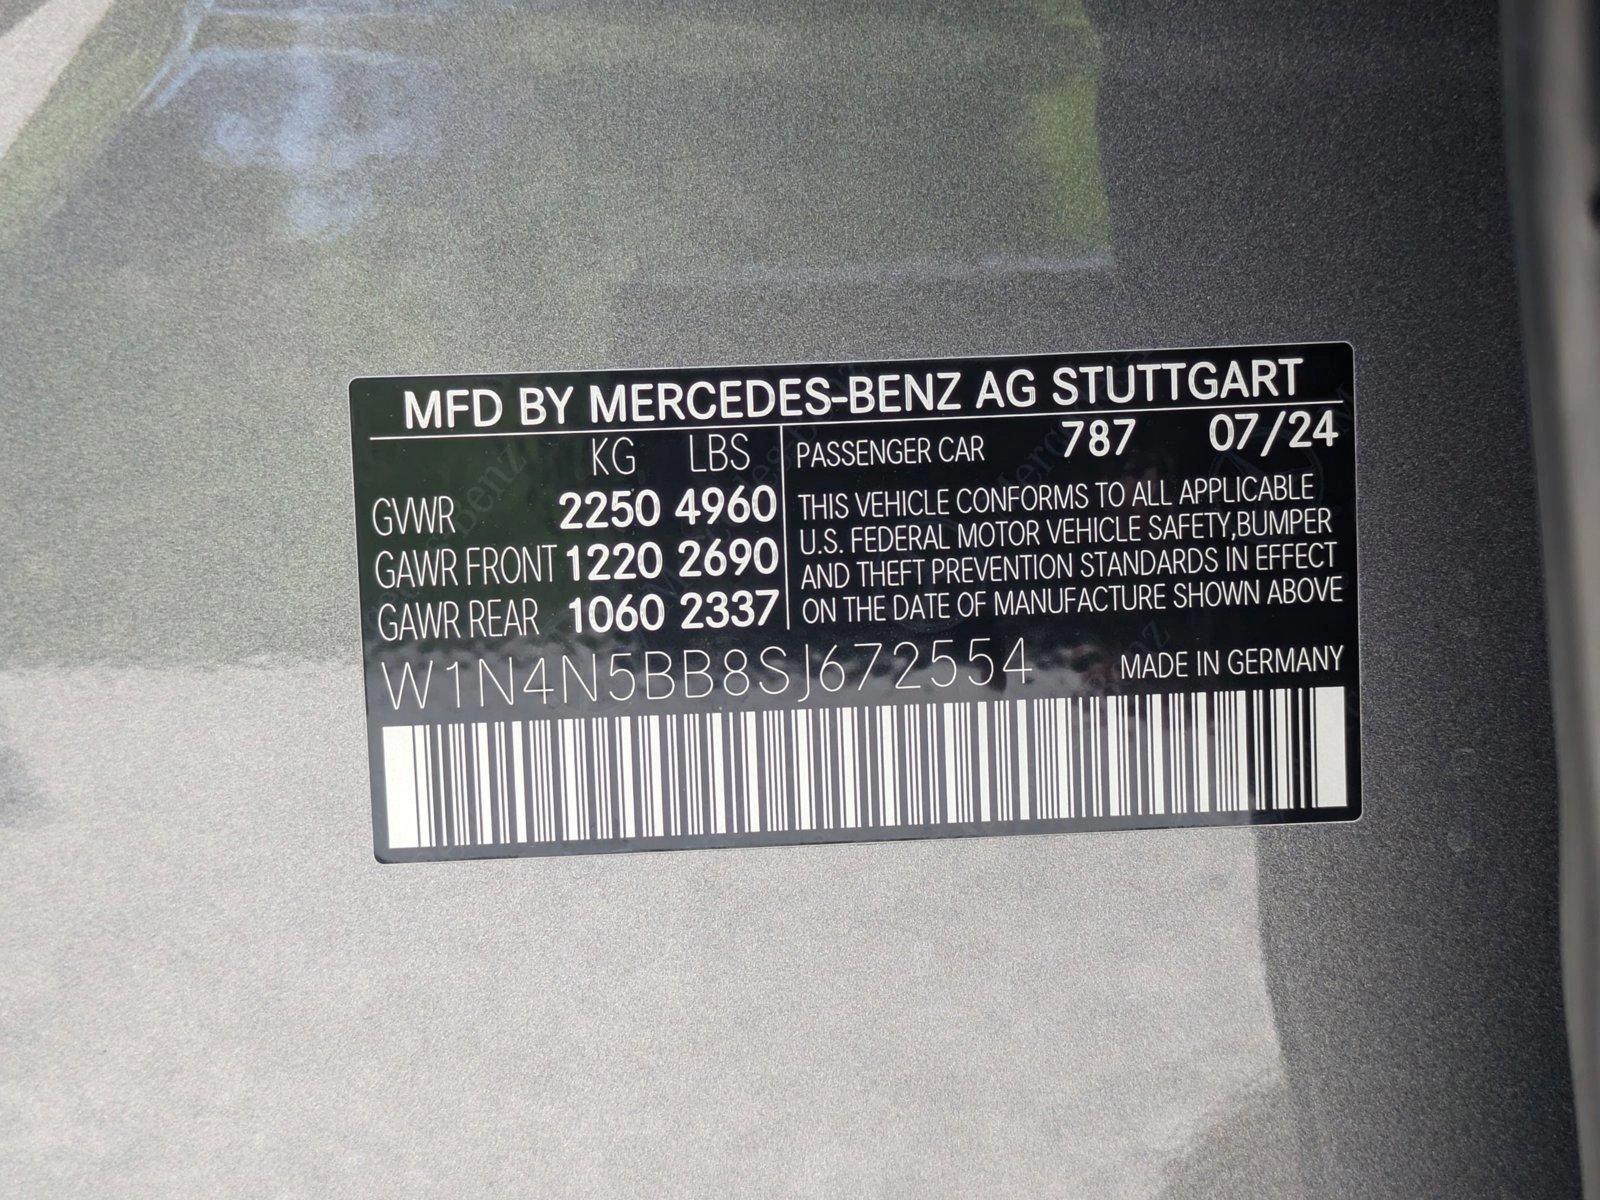 MFD BY MERCEDES-BENZ AG STUTTGART
KG LBS
GVWR 2250 4960
GAWR FRONT 1220 2690
GAWR REAR 1060 2337
PASSENGER CAR 787 07/24
THIS VEHICLE CONFORMS TO ALL APPLICABLE
U.S. FEDERAL MOTOR VEHICLE SAFETY,BUMPER
AND THEFT PREVENTION STANDARDS IN EFFECT
ON THE DATE OF MANUFACTURE SHOWN ABOVE
W1N4N5BB8SJ672554
MADE IN GERMANY